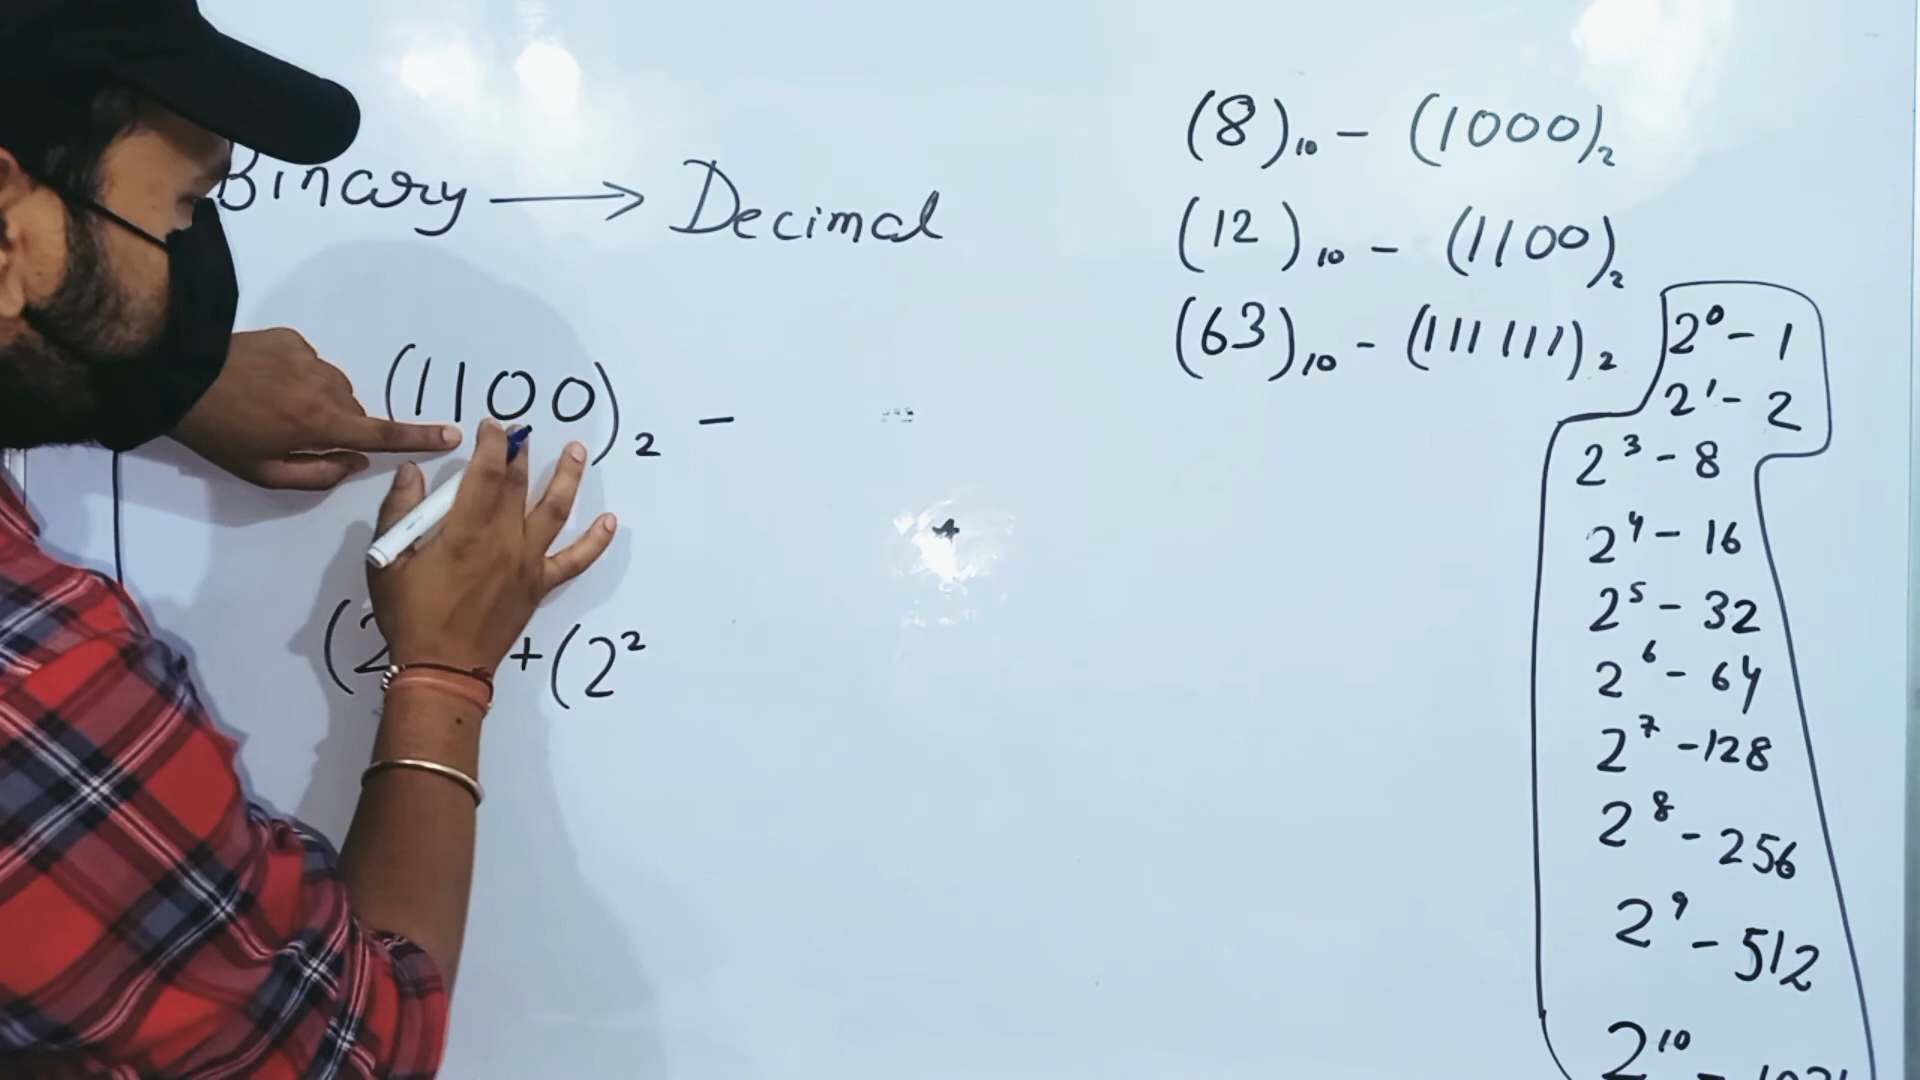 Binary → Decimal
(1100)₂ -
(2 + (2²
(8)₁₀ - (1000)₂
(12)₁₀ - (1100)₂
(63)₁₀ - (111111)₂
2⁰ - 1
2¹ - 2
2³ - 8
2⁴ - 16
2⁵ - 32
2⁶ - 64
2⁷ - 128
2⁸ - 256
2⁹ - 512
2¹⁰ -